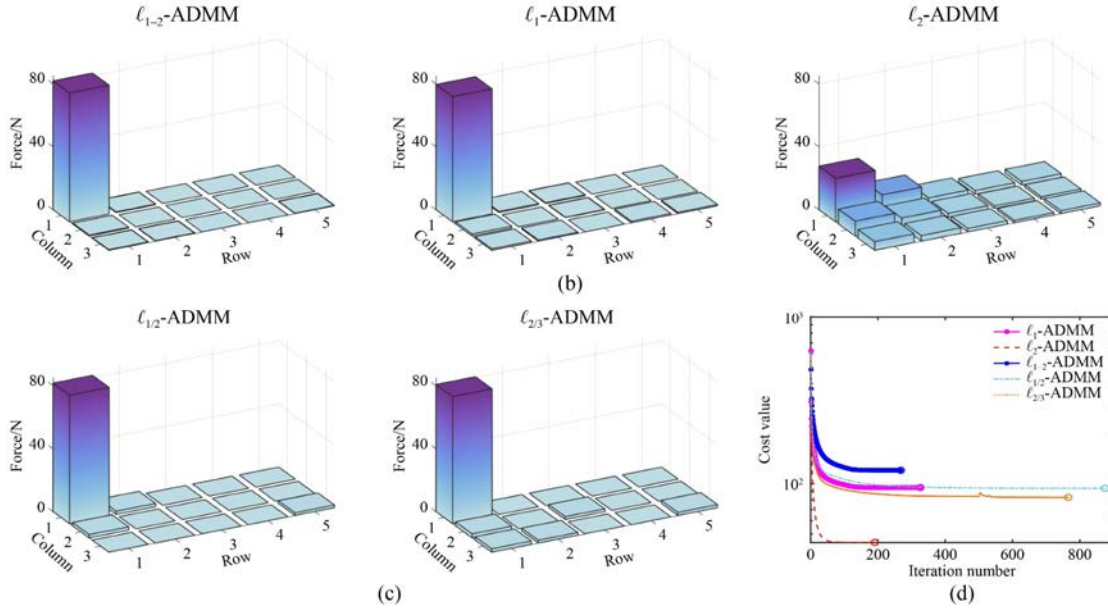 ℓ₁₋₂-ADMM
ℓ₁-ADMM
ℓ₂-ADMM
80
40
0
Force/N
1
2
3
Column
1
2
3
4
5
Row
80
40
0
Force/N
1
2
3
Column
1
2
3
4
5
Row
80
40
0
Force/N
1
2
3
Column
1
2
3
4
5
Row
(b)
ℓ₁/₂-ADMM
ℓ₂/₃-ADMM
80
40
0
Force/N
1
2
3
Column
1
2
3
4
5
Row
80
40
0
Force/N
1
2
3
Column
1
2
3
4
5
Row
(c)
10³
10²
Cost value
ℓ₁-ADMM
ℓ₂-ADMM
ℓ₁₋₂-ADMM
ℓ₁/₂-ADMM
ℓ₂/₃-ADMM
0 200 400 600 800
Iteration number
(d)